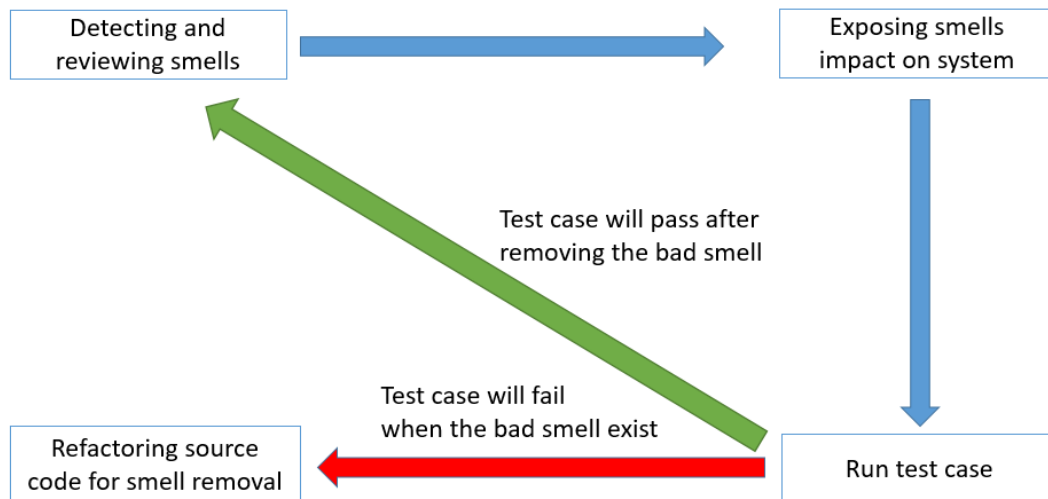 Detecting and
reviewing smells
Exposing smells
impact on system
Test case will pass after
removing the bad smell
Test case will fail
when the bad smell exist
Refactoring source
code for smell removal
Run test case